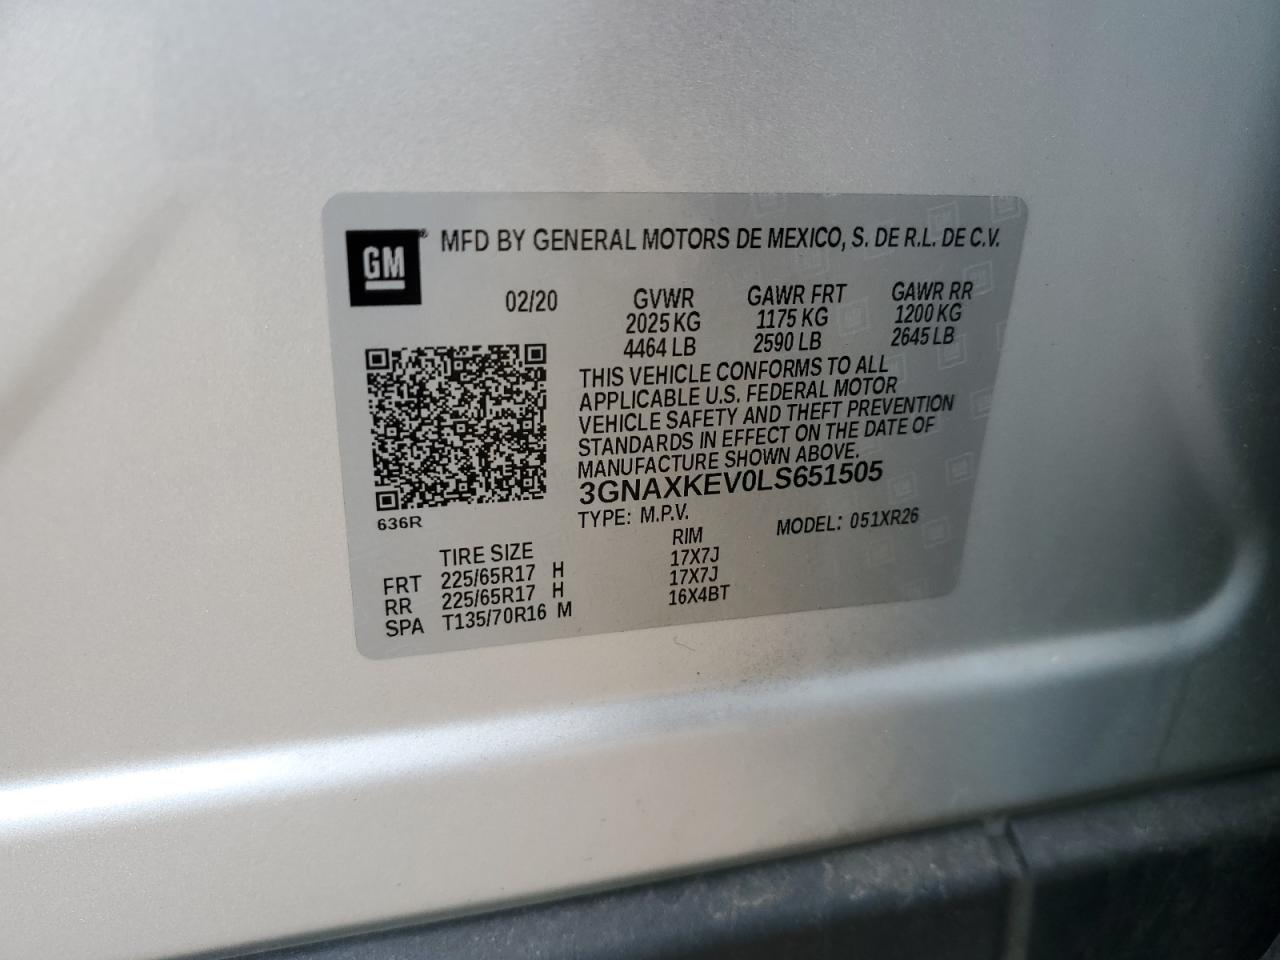 GM® MFD BY GENERAL MOTORS DE MEXICO, S. DE R.L. DE C.V.
02/20 GVWR GAWR FRT GAWR RR
2025 KG 1175 KG 1200 KG
4464 LB 2590 LB 2645 LB
THIS VEHICLE CONFORMS TO ALL
APPLICABLE U.S. FEDERAL MOTOR
VEHICLE SAFETY AND THEFT PREVENTION
STANDARDS IN EFFECT ON THE DATE OF
MANUFACTURE SHOWN ABOVE.
3GNAXKEV0LS651505
636R
TYPE: M.P.V. MODEL: 051XR26
TIRE SIZE RIM
FRT 225/65R17 H 17X7J
RR 225/65R17 H 17X7J
SPA T135/70R16 M 16X4BT